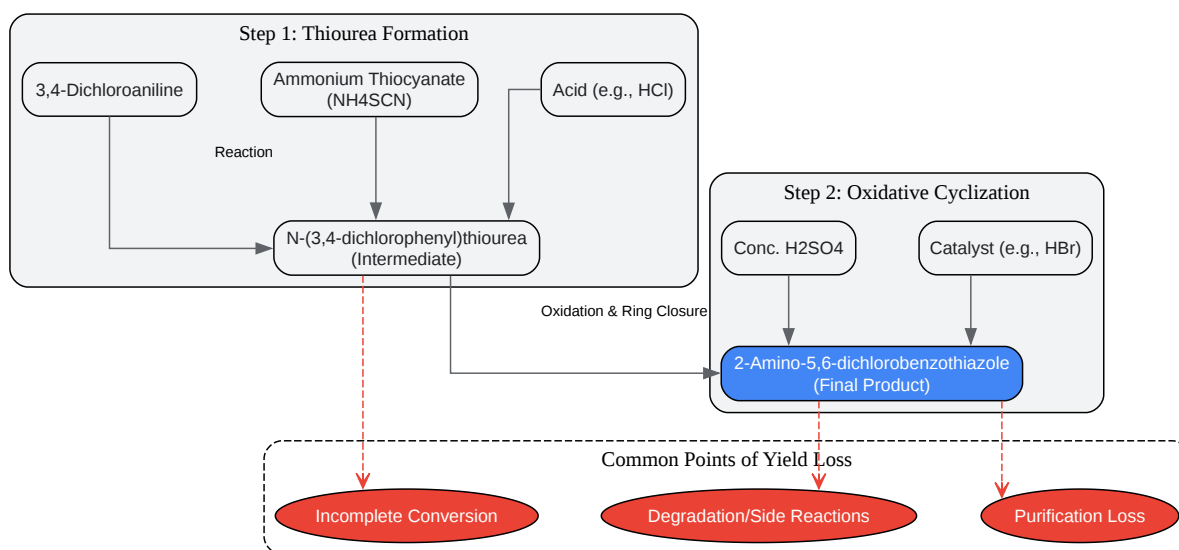 Step 1: Thiourea Formation
3,4-Dichloroaniline
Ammonium Thiocyanate
(NH4SCN)
Acid (e.g., HCl)
Reaction
N-(3,4-dichlorophenyl)thiourea
(Intermediate)
Step 2: Oxidative Cyclization
Conc. H2SO4
Catalyst (e.g., HBr)
Oxidation & Ring Closure
2-Amino-5,6-dichlorobenzothiazole
(Final Product)
Common Points of Yield Loss
Incomplete Conversion
Degradation/Side Reactions
Purification Loss